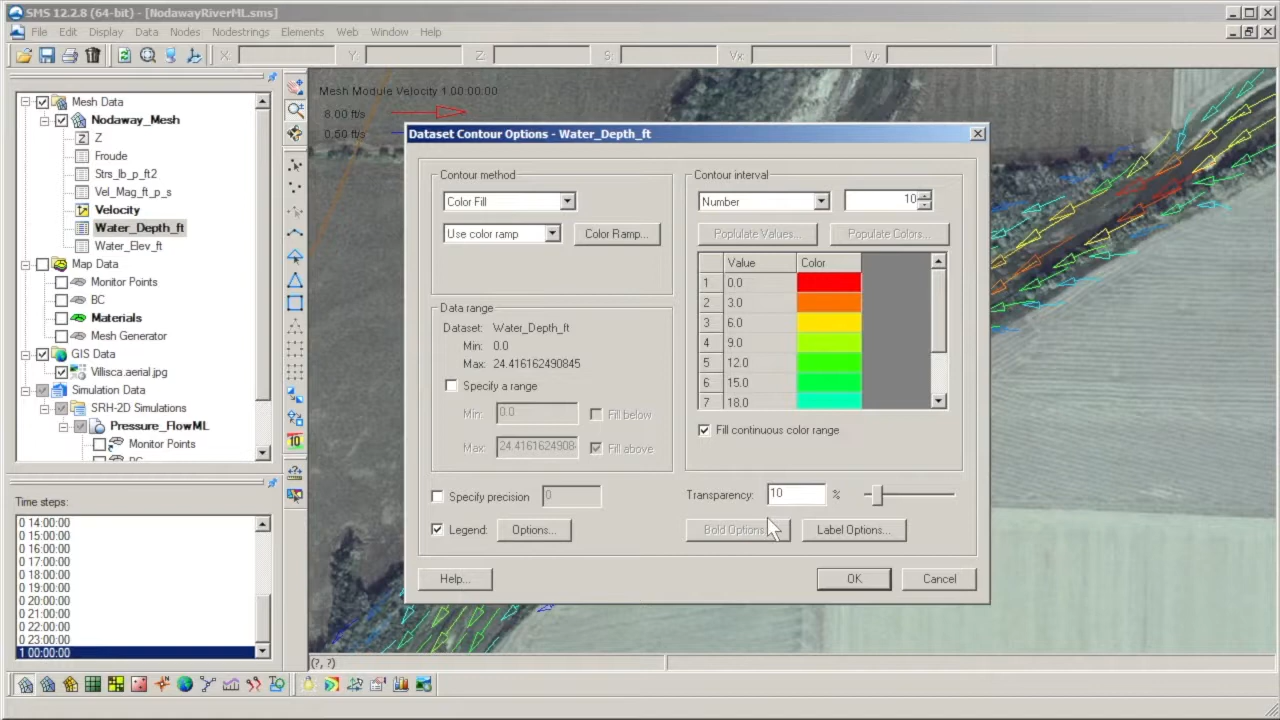 SMS 12.2.8 (64-bit) - [NodawayRiverML.sms]
File Edit Display Data Nodes Nodestrings Elements Web Window Help
X: Y: Z: S: Vx: Vy:
Mesh Data
Nodaway_Mesh
Z
Froude
Strs_lb_p_ft2
Vel_Mag_ft_p_s
Velocity
Water_Depth_ft
Water_Elev_ft
Map Data
Monitor Points
BC
Materials
Mesh Generator
GIS Data
Villisca.aerial.jpg
Simulation Data
SRH-2D Simulations
Pressure_FlowML
Monitor Points
Time steps:
0 14:00:00
0 15:00:00
0 16:00:00
0 17:00:00
0 18:00:00
0 19:00:00
0 20:00:00
0 21:00:00
0 22:00:00
0 23:00:00
1 00:00:00
10
Mesh Module Velocity 1 00:00:00
8.00 ft/s
0.50 ft/s
Dataset Contour Options - Water_Depth_ft
Contour method
Color Fill
Use color ramp Color Ramp...
Data range
Dataset: Water_Depth_ft
Min: 0.0
Max: 24.416162490845
Specify a range
Min: 0.0 Fill below
Max: 24.4161624908 Fill above
Specify precision 0
Legend: Options...
Contour interval
Number 10
Poplulate Values... Populate Colors...
Value Color
1 0.0
2 3.0
3 6.0
4 9.0
5 12.0
6 15.0
7 18.0
Fill continuous color range
Transparency: 10 %
Bold Options... Label Options...
Help... OK Cancel
(?, ?)